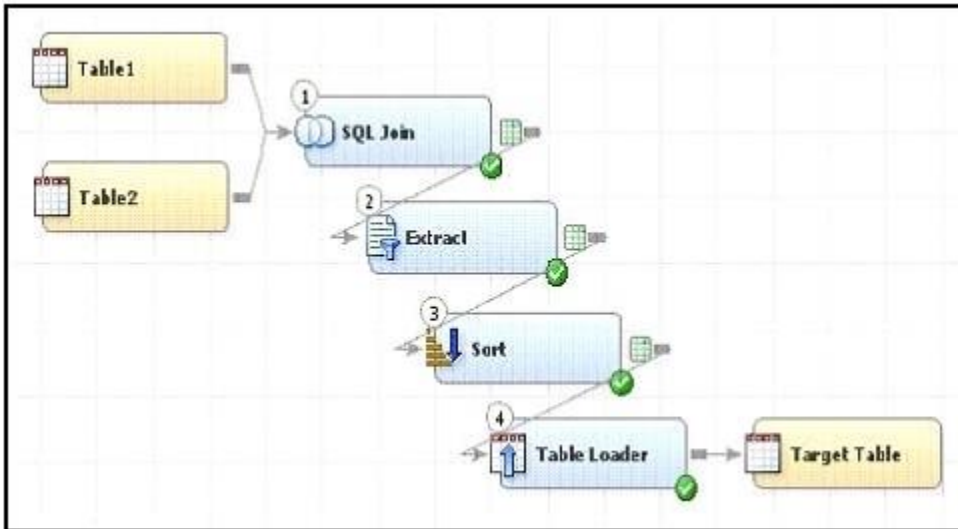 Table1
1
SQL Join
Table2
2
Extract
3
Sort
4
Table Loader
Target Table